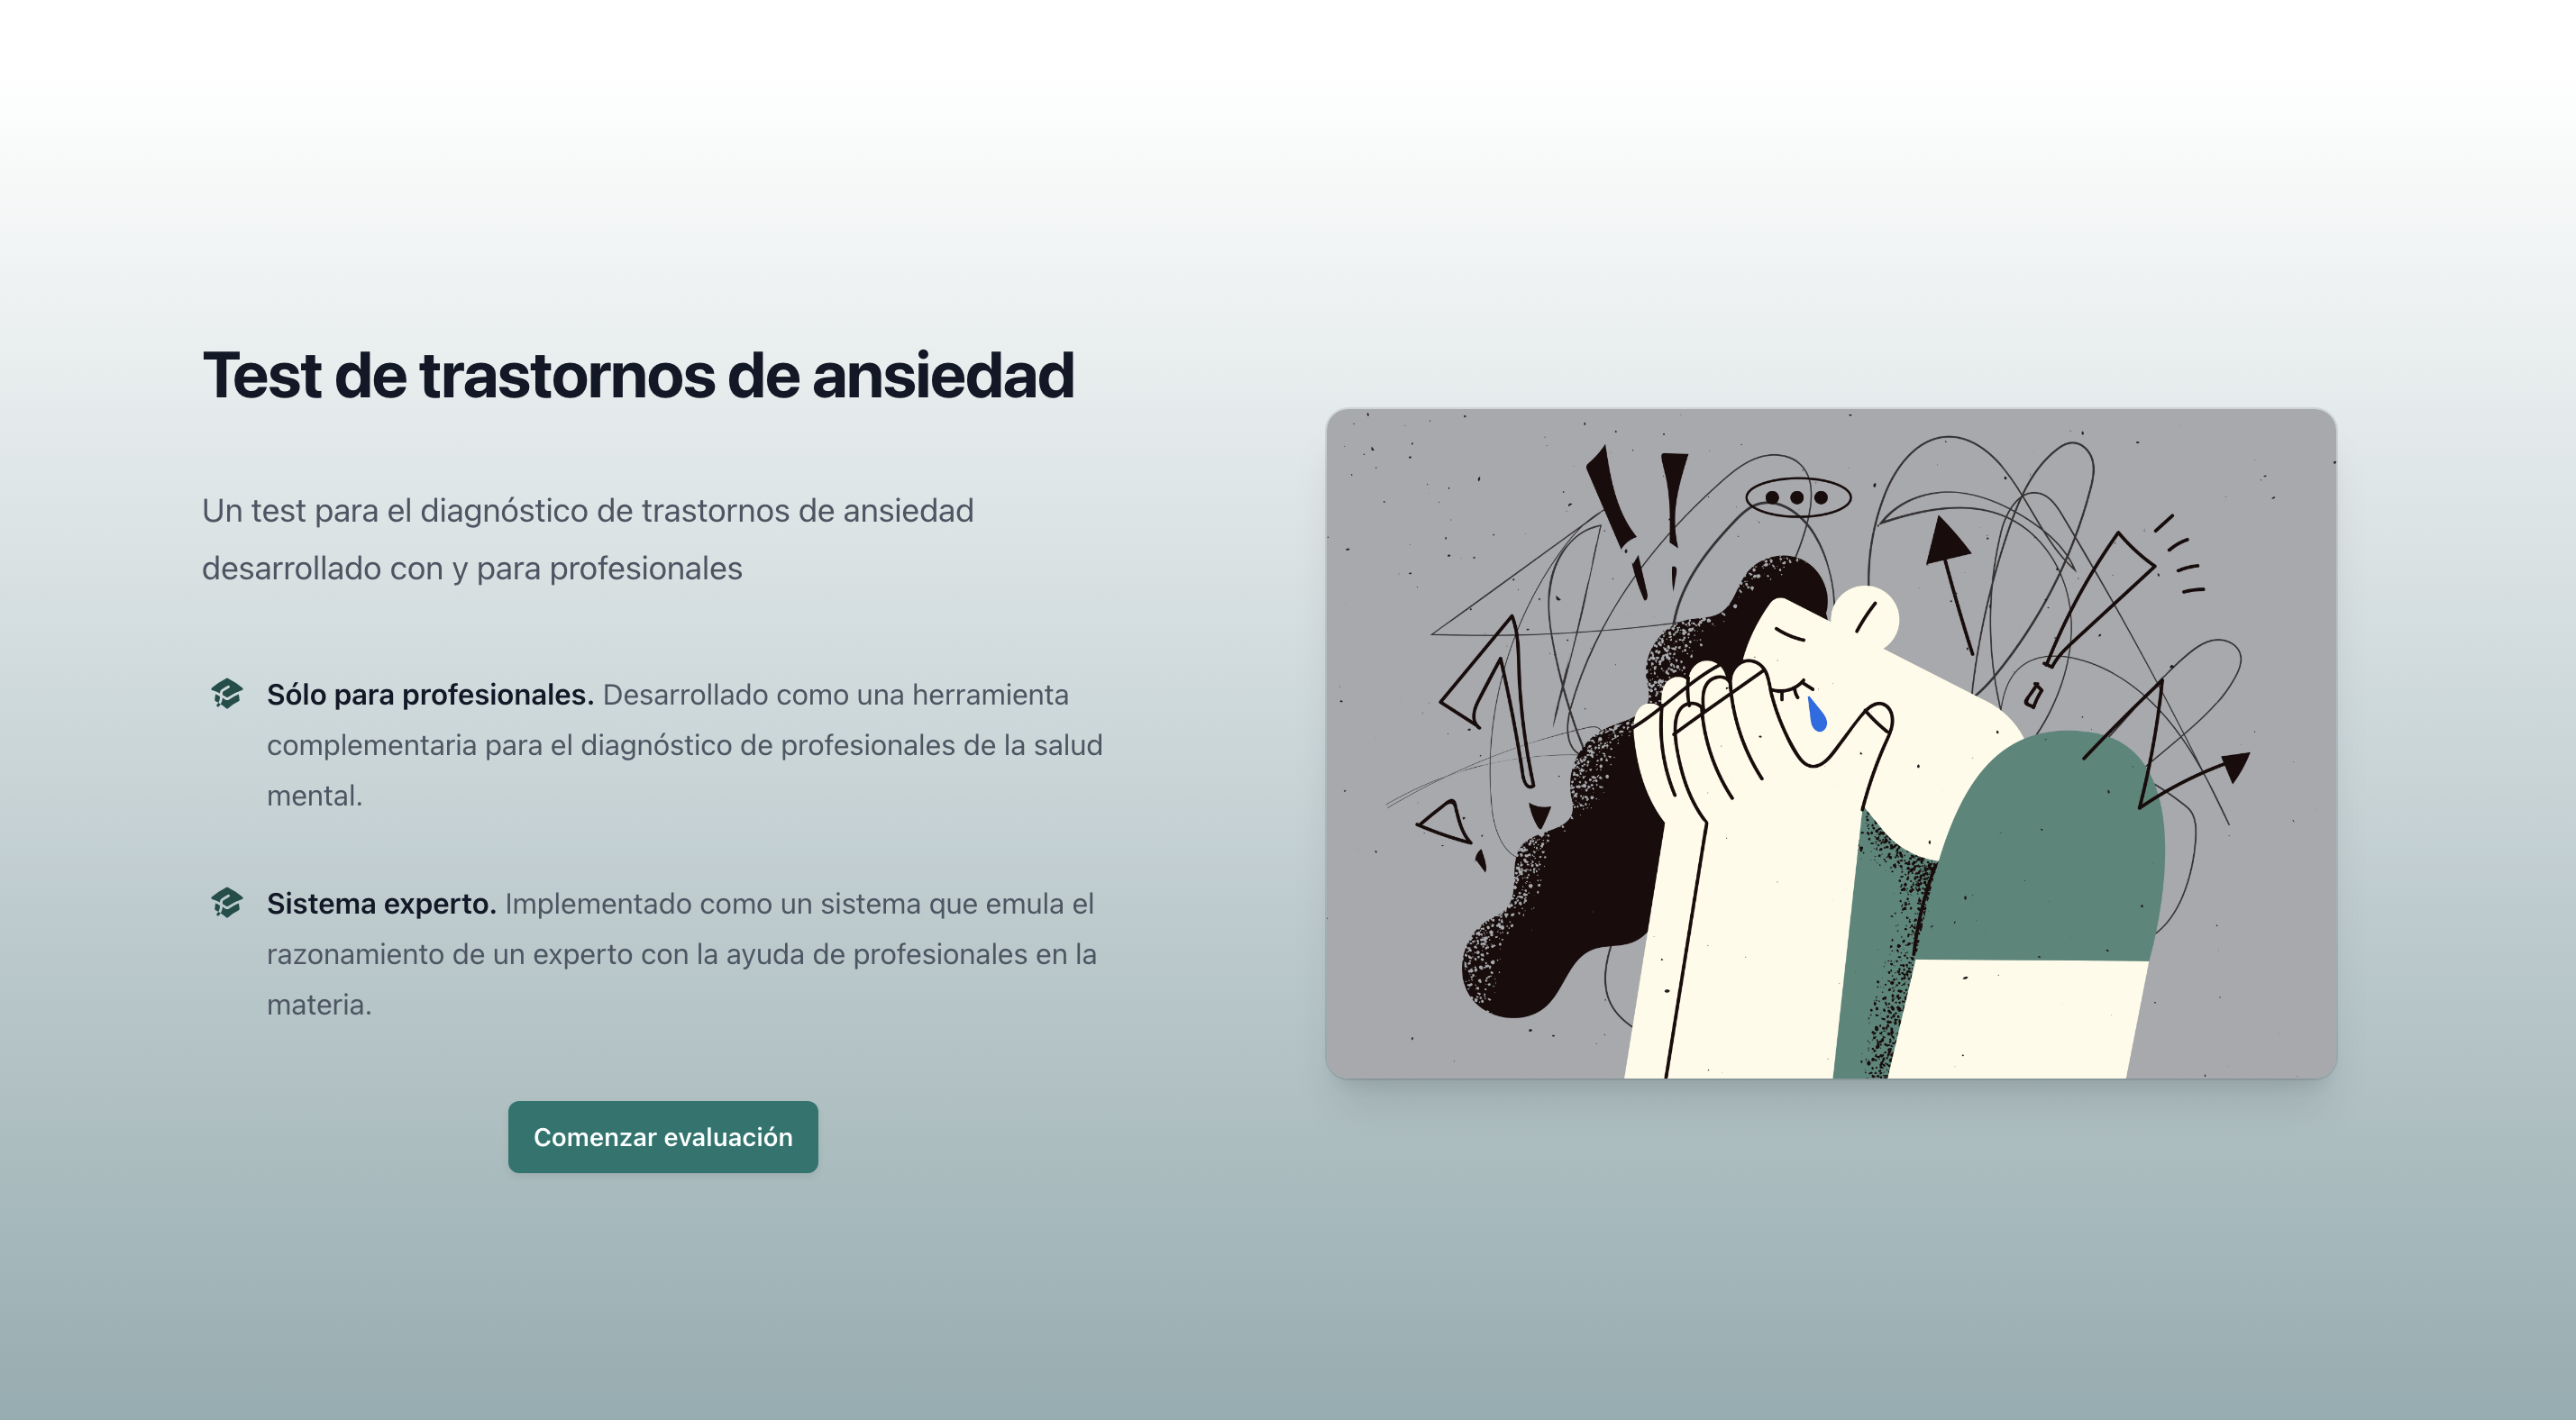 Test de trastornos de ansiedad
Un test para el diagnóstico de trastornos de ansiedad
desarrollado con y para profesionales
Sólo para profesionales. Desarrollado como una herramienta
complementaria para el diagnóstico de profesionales de la salud
mental.
Sistema experto. Implementado como un sistema que emula el
razonamiento de un experto con la ayuda de profesionales en la
materia.
Comenzar evaluación